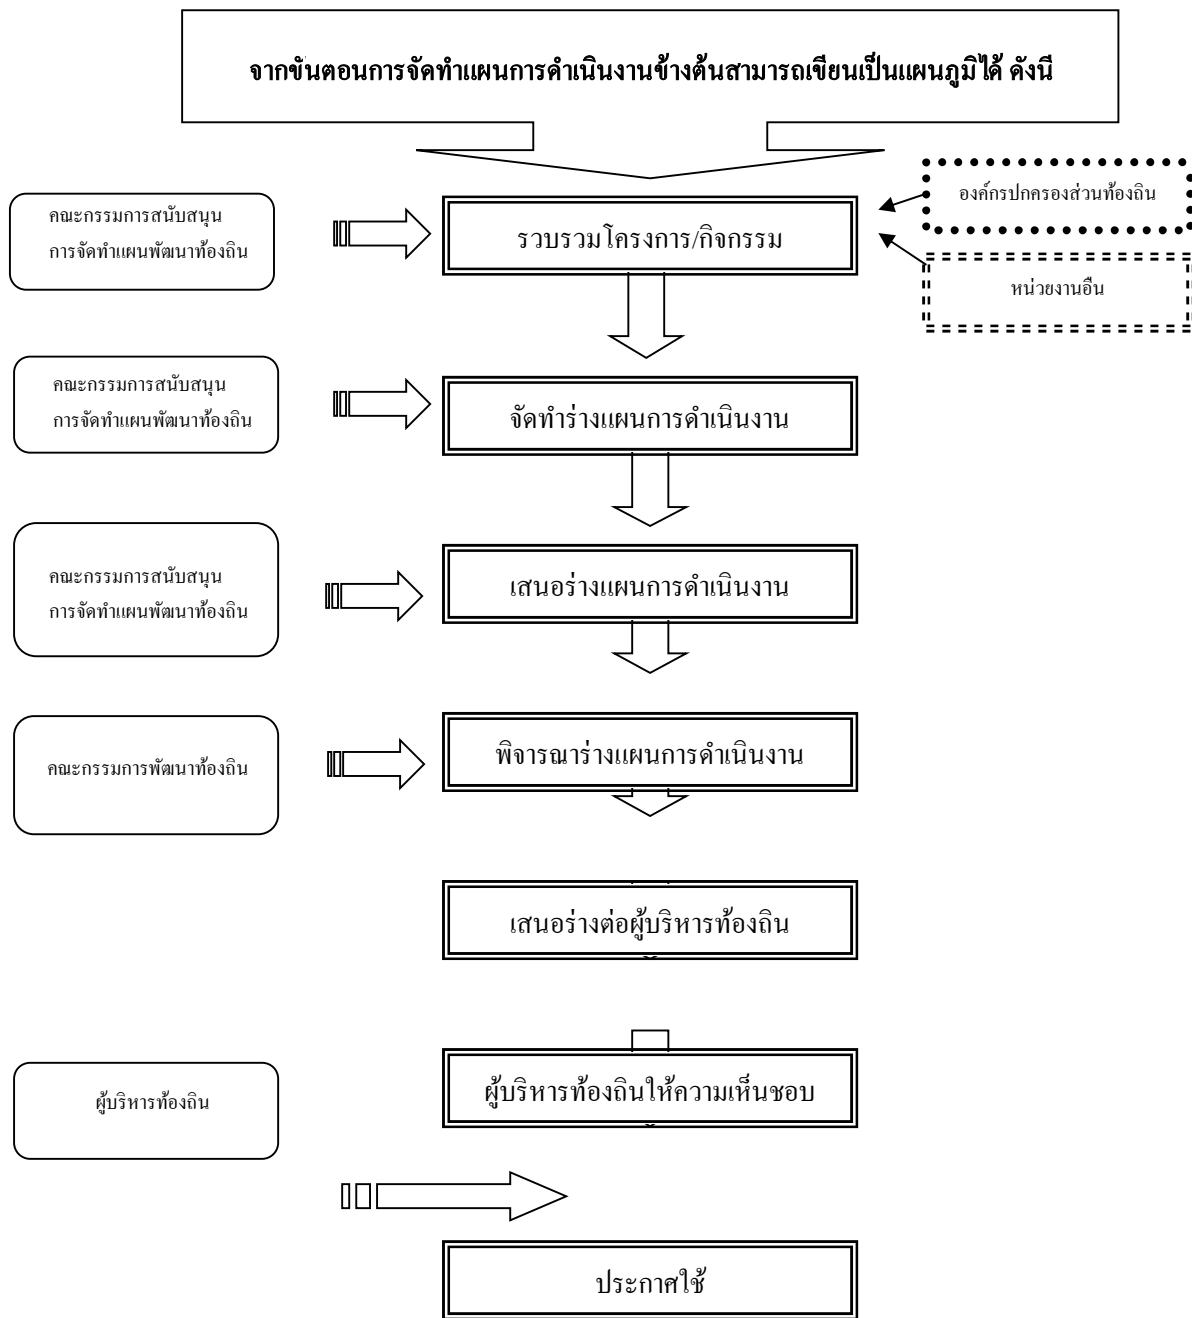 จากขั้นตอนการจัดทำแผนการดำเนินงานข้างต้นสามารถเขียนเป็นแผนภูมิได้ ดังนี้
องค์กรปกครองส่วนท้องถิ่น
คณะกรรมการสนับสนุน
การจัดทำแผนพัฒนาท้องถิ่น
รวบรวมโครงการ/กิจกรรม
หน่วยงานอื่น
คณะกรรมการสนับสนุน
การจัดทำแผนพัฒนาท้องถิ่น
จัดทำร่างแผนการดำเนินงาน
คณะกรรมการสนับสนุน
การจัดทำแผนพัฒนาท้องถิ่น
เสนอร่างแผนการดำเนินงาน
คณะกรรมการพัฒนาท้องถิ่น
พิจารณาร่างแผนการดำเนินงาน
เสนอร่างต่อผู้บริหารท้องถิ่น
ผู้บริหารท้องถิ่น
ผู้บริหารท้องถิ่นให้ความเห็นชอบ
ประกาศใช้